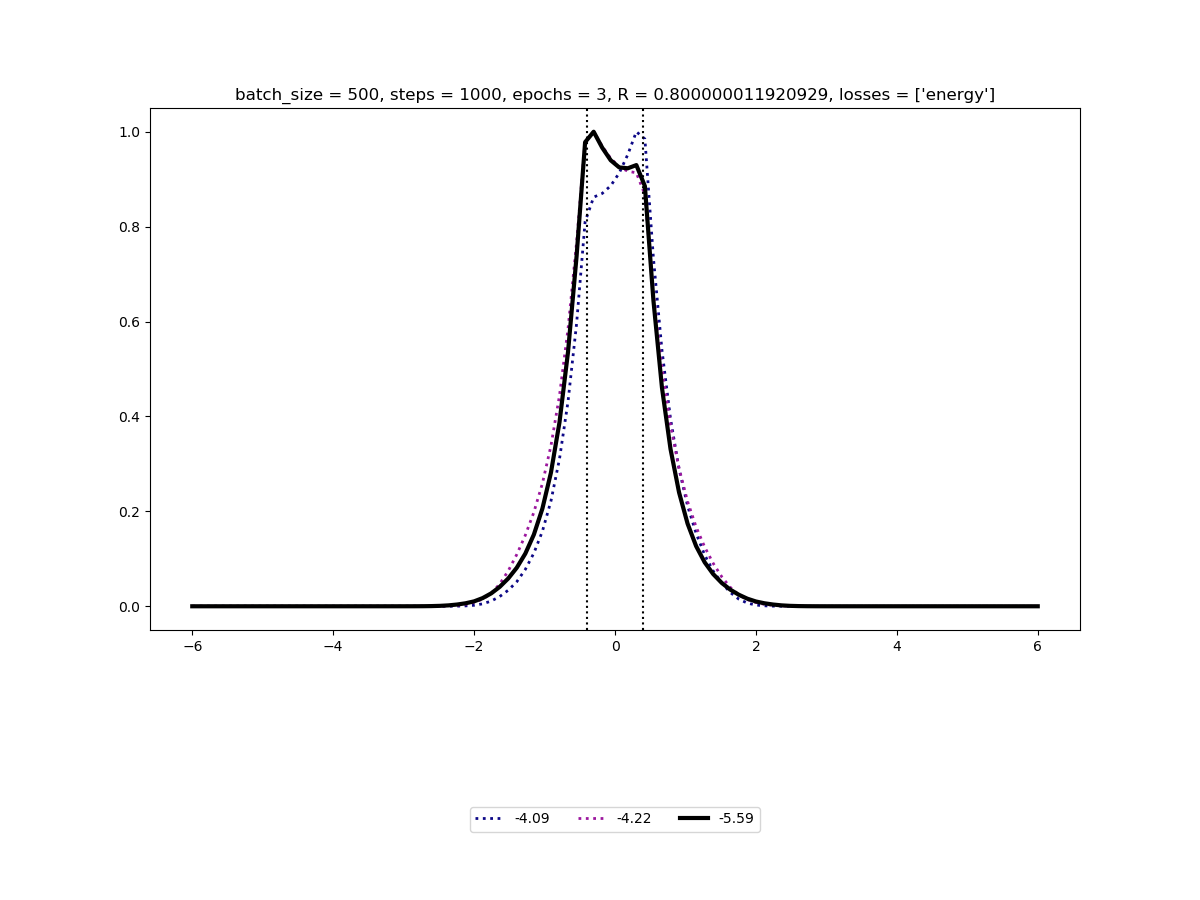 batch_size = 500, steps = 1000, epochs = 3, R = 0.800000011920929, losses = ['energy']
1.0
0.8
0.6
0.4
0.2
0.0
−6 −4 −2 0 2 4 6
-4.09 -4.22 -5.59